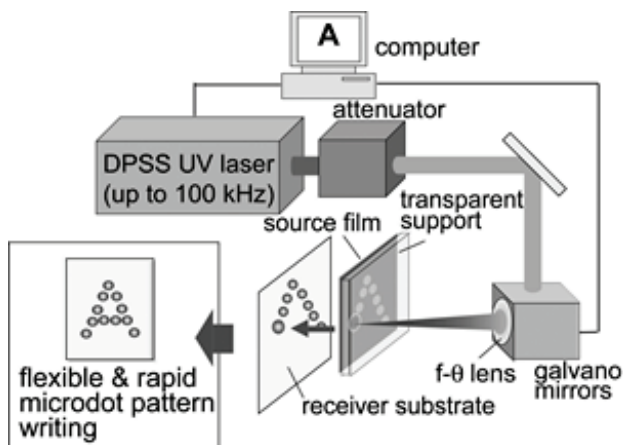 A
computer
attenuator
DPSS UV laser
(up to 100 kHz)
transparent
support
source film
f-θ lens
galvano
mirrors
receiver substrate
flexible & rapid
microdot pattern
writing